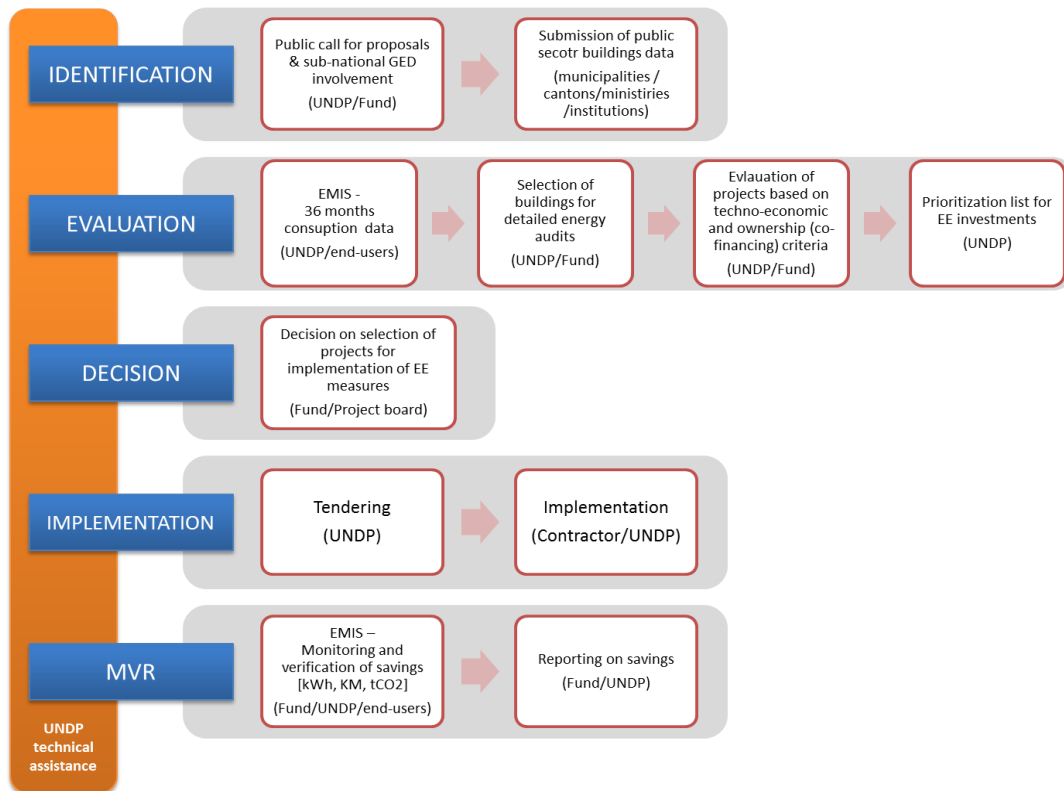 IDENTIFICATION
Public call for proposals
& sub-national GED
involvement
(UNDP/Fund)
Submission of public
secotr buildings data
(municipalities /
cantons/ministiries
/institutions)
EVALUATION
EMIS -
36 months
consuption data
(UNDP/end-users)
Selection of
buildings for
detailed energy
audits
(UNDP/Fund)
Evlauation of
projects based on
techno-economic
and ownership (co-
financing) criteria
(UNDP/Fund)
Prioritization list for
EE investments
(UNDP)
DECISION
Decision on selection of
projects for
implementation of EE
measures
(Fund/Project board)
IMPLEMENTATION
Tendering
(UNDP)
Implementation
(Contractor/UNDP)
MVR
EMIS –
Monitoring and
verification of savings
[kWh, KM, tCO2]
(Fund/UNDP/end-users)
Reporting on savings
(Fund/UNDP)
UNDP
technical
assistance